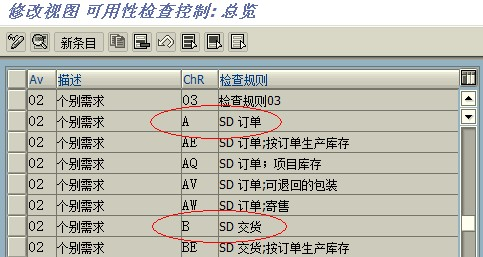 修改视图 可用性检查控制: 总览
新条目
Av 描述 ChR 检查规则
02 个别需求 03 检查规则03
02 个别需求 A SD 订单
02 个别需求 AE SD 订单;按订单生产库存
02 个别需求 AQ SD 订单：项目库存
02 个别需求 AV SD 订单;可退回的包装
02 个别需求 AW SD 订单;寄售
02 个别需求 B SD 交货
02 个别需求 BE SD 交货;按订单生产库存